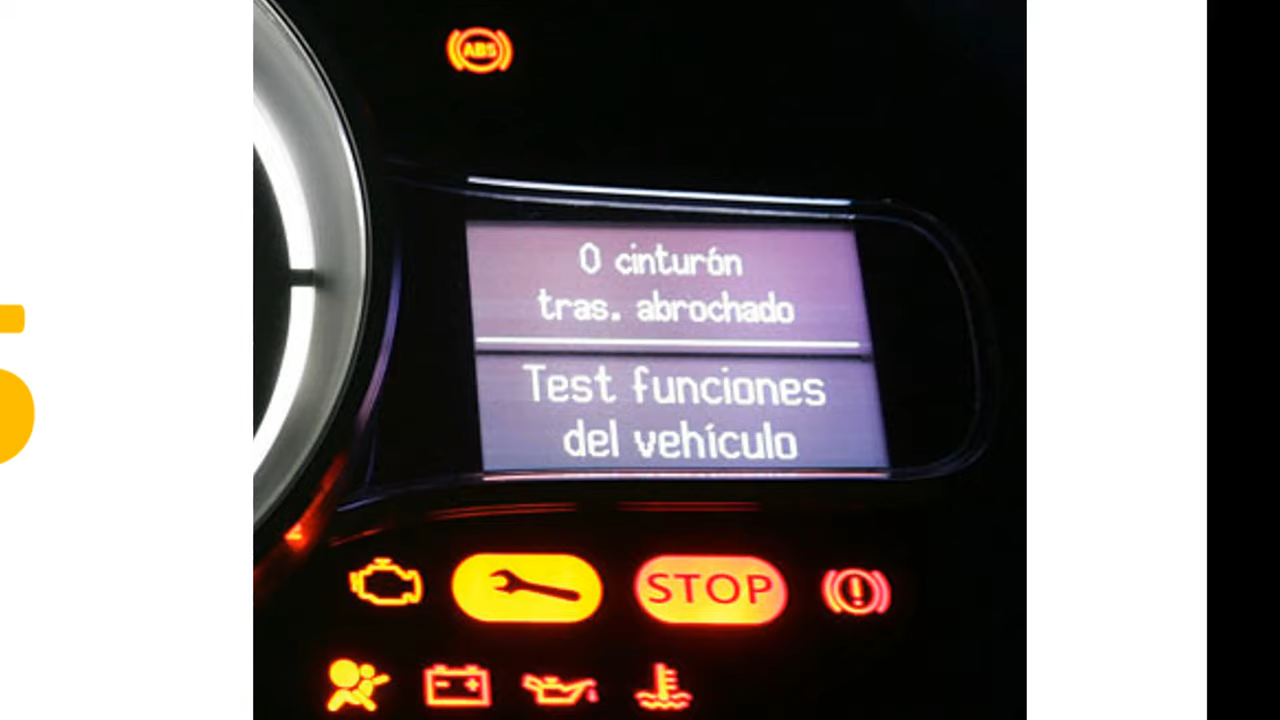 ABS
0 cinturón
tras. abrochado
Test funciones
del vehículo
STOP